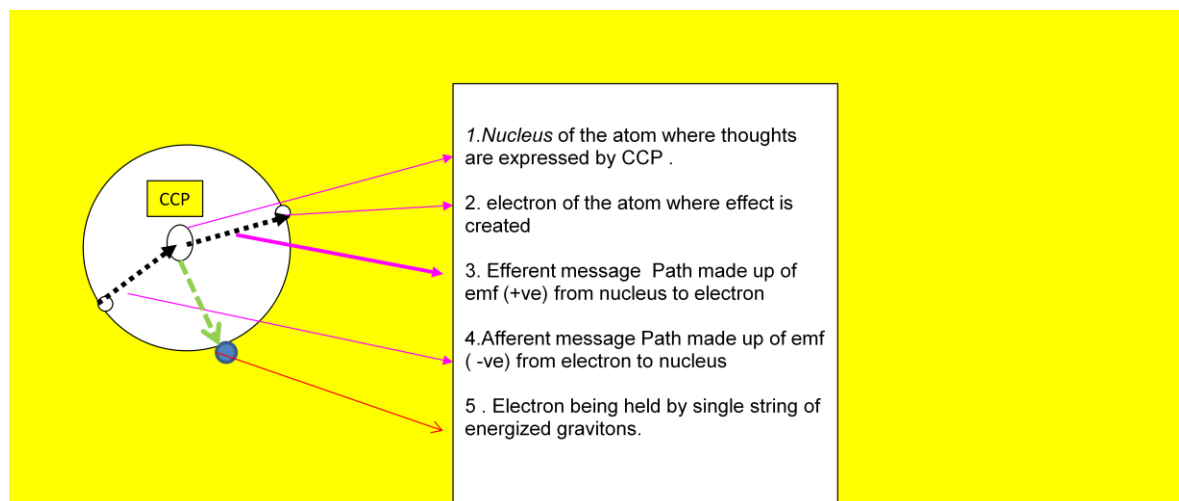 CCP
1.Nucleus of the atom where thoughts
are expressed by CCP .
2. electron of the atom where effect is
created
3. Efferent message  Path made up of
emf (+ve) from nucleus to electron
4.Afferent message Path made up of emf
( -ve) from electron to nucleus
5 . Electron being held by single string of
energized gravitons.